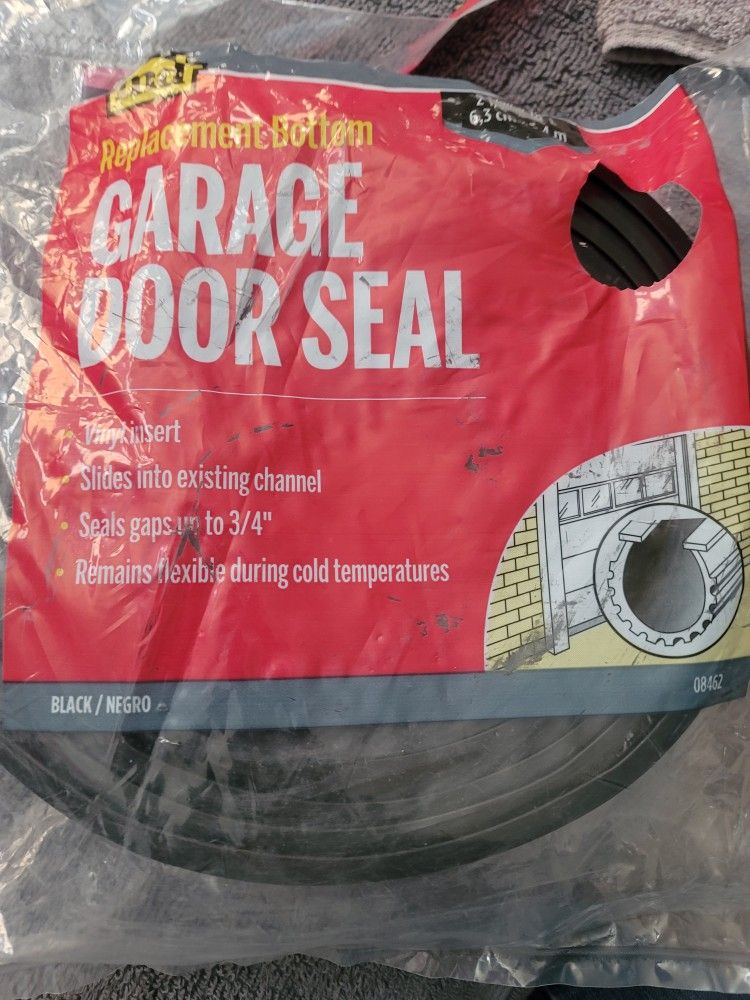 Replacement Bottom
GARAGE
DOOR SEAL
Vinyl insert
Slides into existing channel
Seals gaps up to 3/4"
Remains flexible during cold temperatures
BLACK / NEGRO
08462